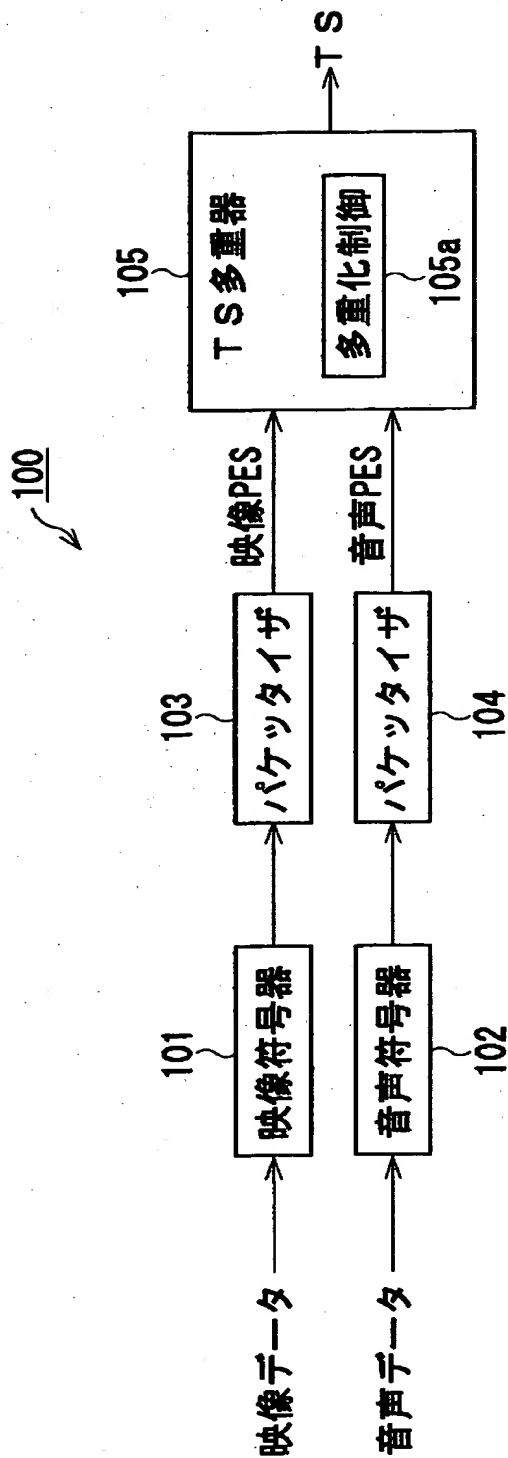 100
映像データ
101
映像符号器
103
パケッタイザ
映像PES
105
TS多重器
多重化制御
105a
TS
音声データ
音声符号器
102
パケッタイザ
104
音声PES